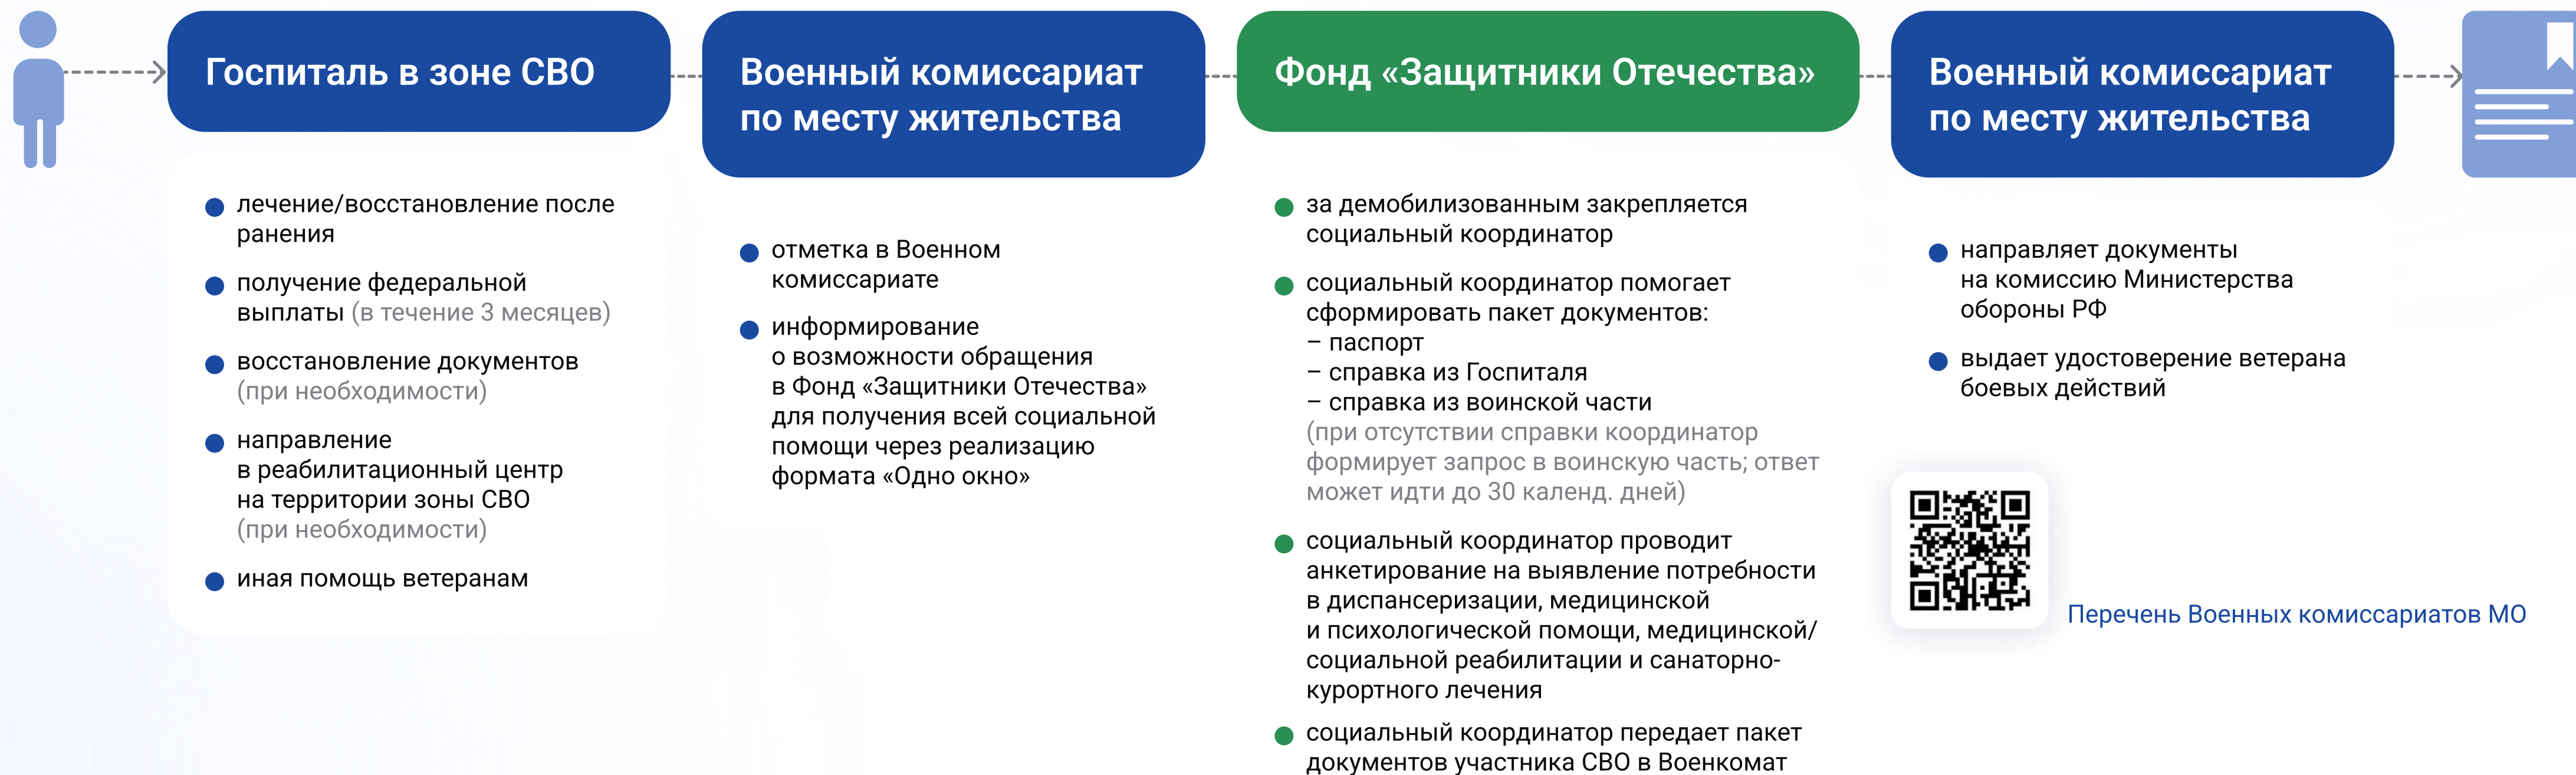 Госпиталь в зоне СВО
лечение/восстановление после
ранения
получение федеральной
выплаты (в течение 3 месяцев)
восстановление документов
(при необходимости)
направление
в реабилитационный центр
на территории зоны СВО
(при необходимости)
иная помощь ветеранам
Военный комиссариат
по месту жительства
отметка в Военном
комиссариате
информирование
о возможности обращения
в Фонд «Защитники Отечества»
для получения всей социальной
помощи через реализацию
формата «Одно окно»
Фонд «Защитники Отечества»
за демобилизованным закрепляется
социальный координатор
социальный координатор помогает
сформировать пакет документов:
– паспорт
– справка из Госпиталя
– справка из воинской части
(при отсутствии справки координатор
формирует запрос в воинскую часть; ответ
может идти до 30 календ. дней)
социальный координатор проводит
анкетирование на выявление потребности
в диспансеризации, медицинской
и психологической помощи, медицинской/
социальной реабилитации и санаторно-
курортного лечения
социальный координатор передает пакет
документов участника СВО в Военкомат
Военный комиссариат
по месту жительства
направляет документы
на комиссию Министерства
обороны РФ
выдает удостоверение ветерана
боевых действий
Перечень Военных комиссариатов МО